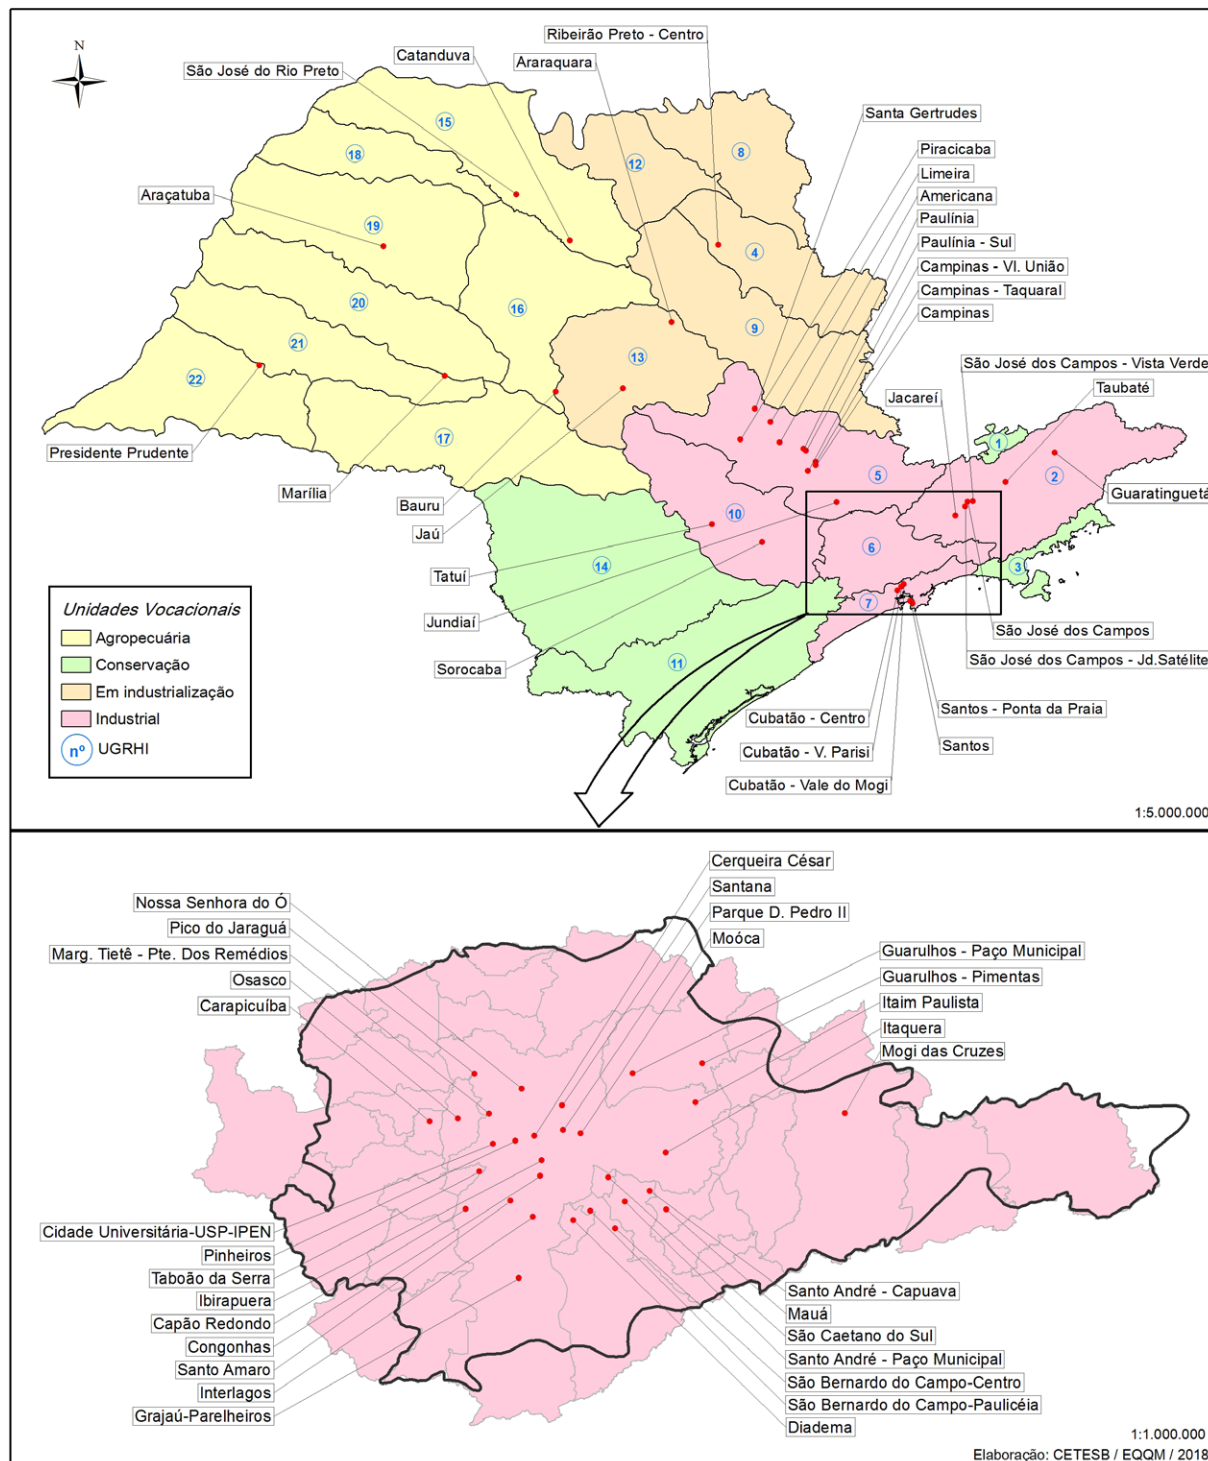 N
Ribeirão Preto - Centro
Catanduva
Araraquara
São José do Rio Preto
Santa Gertrudes
Piracicaba
Limeira
Americana
Paulínia
Paulínia - Sul
Campinas - Vl. União
Campinas - Taquaral
Campinas
Araçatuba
São José dos Campos - Vista Verde
Taubaté
Jacareí
Guaratinguetá
Presidente Prudente
Marília
Bauru
Jaú
Tatuí
Jundiaí
Sorocaba
São José dos Campos
São José dos Campos - Jd.Satélite
Santos - Ponta da Praia
Santos
Cubatão - Centro
Cubatão - V. Parisi
Cubatão - Vale do Mogi
15
18
12
8
19
4
20
16
9
21
13
22
17
1
2
5
10
6
14
3
7
11
Unidades Vocacionais
Agropecuária
Conservação
Em industrialização
Industrial
nº UGRHI
1:5.000.000
Cerqueira César
Santana
Parque D. Pedro II
Moóca
Nossa Senhora do Ó
Pico do Jaraguá
Marg. Tietê - Pte. Dos Remédios
Osasco
Carapicuíba
Guarulhos - Paço Municipal
Guarulhos - Pimentas
Itaim Paulista
Itaquera
Mogi das Cruzes
Cidade Universitária-USP-IPEN
Pinheiros
Taboão da Serra
Ibirapuera
Capão Redondo
Congonhas
Santo Amaro
Interlagos
Grajaú-Parelheiros
Santo André - Capuava
Mauá
São Caetano do Sul
Santo André - Paço Municipal
São Bernardo do Campo-Centro
São Bernardo do Campo-Paulicéia
Diadema
1:1.000.000
Elaboração: CETESB / EQQM / 2018